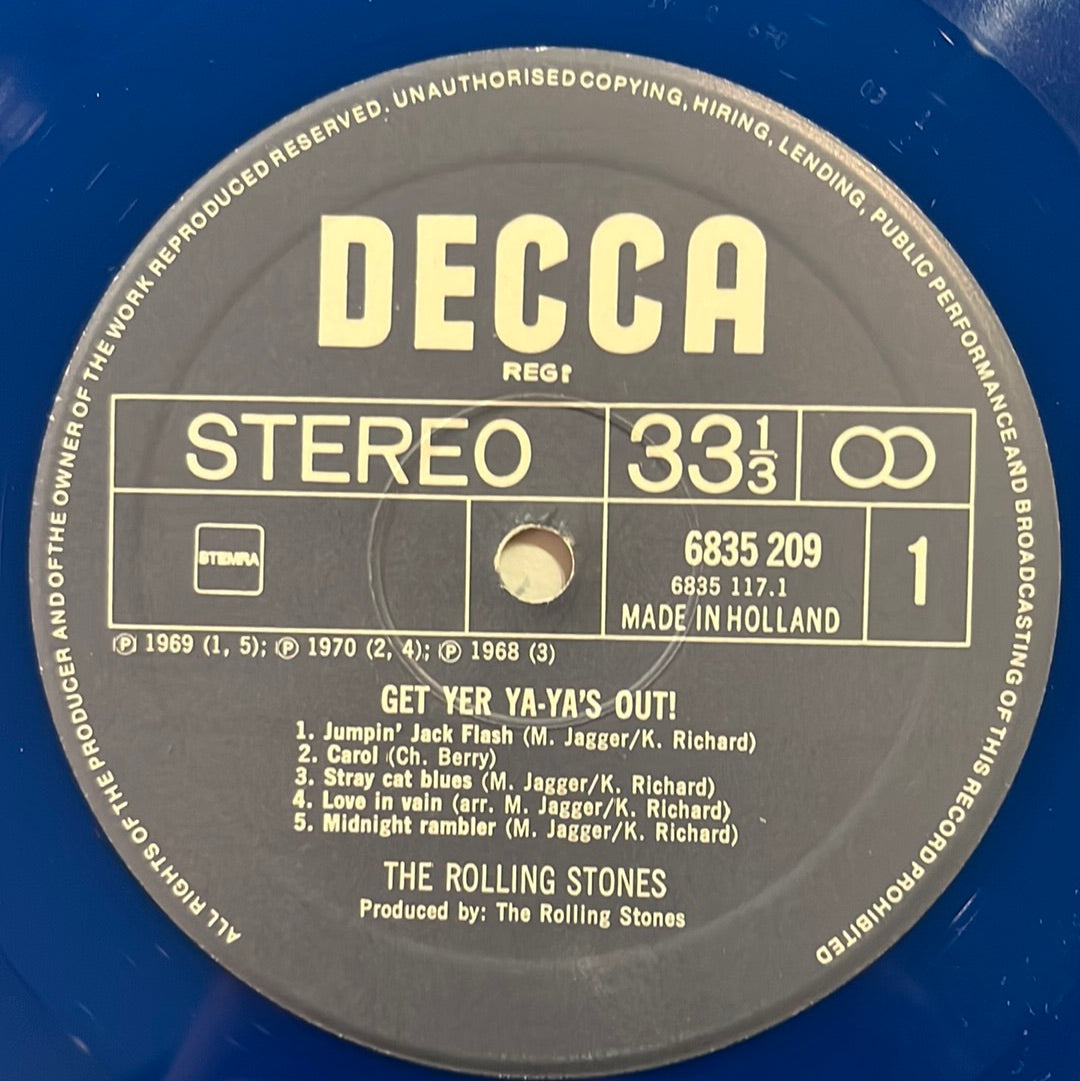 ALL RIGHTS OF THE PRODUCER AND OF THE OWNER OF THE WORK REPRODUCED RESERVED. UNAUTHORISED COPYING, HIRING, LENDING, PUBLIC PERFORMANCE AND BROADCASTING OF THIS RECORD PROHIBITED
DECCA
REGD
STEREO
33 1/3
STEMRA
6835 209
6835 117.1
MADE IN HOLLAND
1
Ⓟ 1969 (1, 5); Ⓟ 1970 (2, 4); Ⓟ 1968 (3)
GET YER YA-YA'S OUT!
1. Jumpin' Jack Flash (M. Jagger/K. Richard)
2. Carol (Ch. Berry)
3. Stray cat blues (M. Jagger/K. Richard)
4. Love in vain (arr. M. Jagger/K. Richard)
5. Midnight rambler (M. Jagger/K. Richard)
THE ROLLING STONES
Produced by: The Rolling Stones